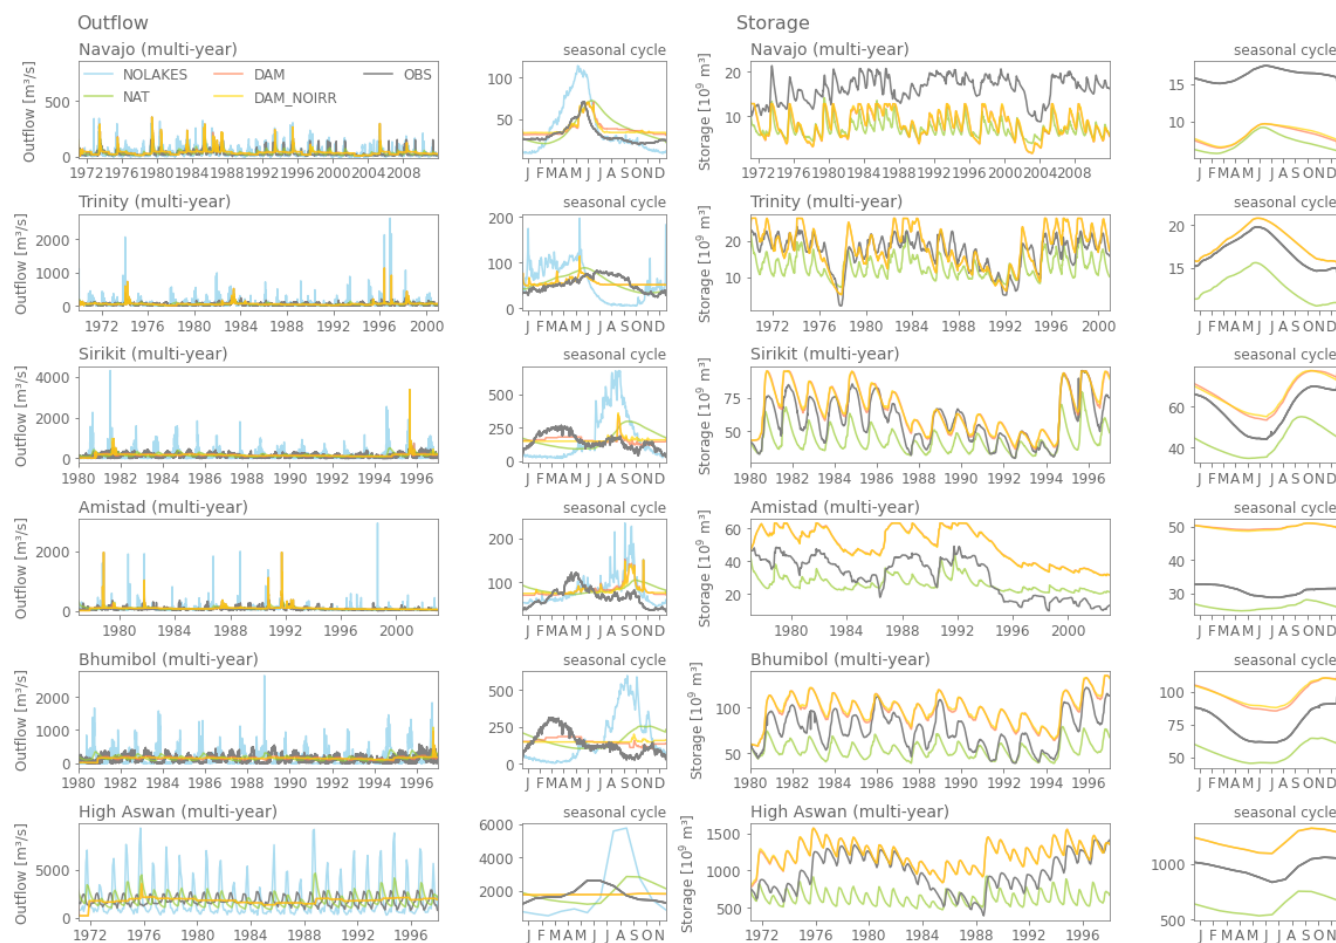 Outflow
Storage
Navajo (multi-year)
seasonal cycle
Navajo (multi-year)
seasonal cycle
NOLAKES
DAM
OBS
NAT
DAM_NOIRR
Outflow [m³/s]
500
0
1972 1976 1980 1984 1988 1992 1996 2000 2004 2008
100
50
J F M A M J J A S O N D
Storage [10⁹ m³]
20
10
1972 1976 1980 1984 1988 1992 1996 2000 2004 2008
15
10
J F M A M J J A S O N D
Trinity (multi-year)
seasonal cycle
Trinity (multi-year)
seasonal cycle
Outflow [m³/s]
2000
1000
0
1972 1976 1980 1984 1988 1992 1996 2000
200
100
0
J F M A M J J A S O N D
Storage [10⁹ m³]
20
10
1972 1976 1980 1984 1988 1992 1996 2000
20
15
J F M A M J J A S O N D
Sirikit (multi-year)
seasonal cycle
Sirikit (multi-year)
seasonal cycle
Outflow [m³/s]
4000
2000
0
1980 1982 1984 1986 1988 1990 1992 1994 1996
500
250
0
J F M A M J J A S O N D
Storage [10⁹ m³]
75
50
1980 1982 1984 1986 1988 1990 1992 1994 1996
60
40
J F M A M J J A S O N D
Amistad (multi-year)
seasonal cycle
Amistad (multi-year)
seasonal cycle
Outflow [m³/s]
2000
0
1980 1984 1988 1992 1996 2000
200
100
0
J F M A M J J A S O N D
Storage [10⁹ m³]
60
40
20
1980 1984 1988 1992 1996 2000
50
40
30
J F M A M J J A S O N D
Bhumibol (multi-year)
seasonal cycle
Bhumibol (multi-year)
seasonal cycle
Outflow [m³/s]
2000
1000
0
1980 1982 1984 1986 1988 1990 1992 1994 1996
500
250
0
J F M A M J J A S O N D
Storage [10⁹ m³]
100
50
1980 1982 1984 1986 1988 1990 1992 1994 1996
100
75
50
J F M A M J J A S O N D
High Aswan (multi-year)
seasonal cycle
High Aswan (multi-year)
seasonal cycle
Outflow [m³/s]
5000
0
1972 1976 1980 1984 1988 1992 1996
6000
4000
2000
J F M A M J J A S O N
Storage [10⁹ m³]
1500
1000
500
1972 1976 1980 1984 1988 1992 1996
1000
500
J F M A M J J A S O N D